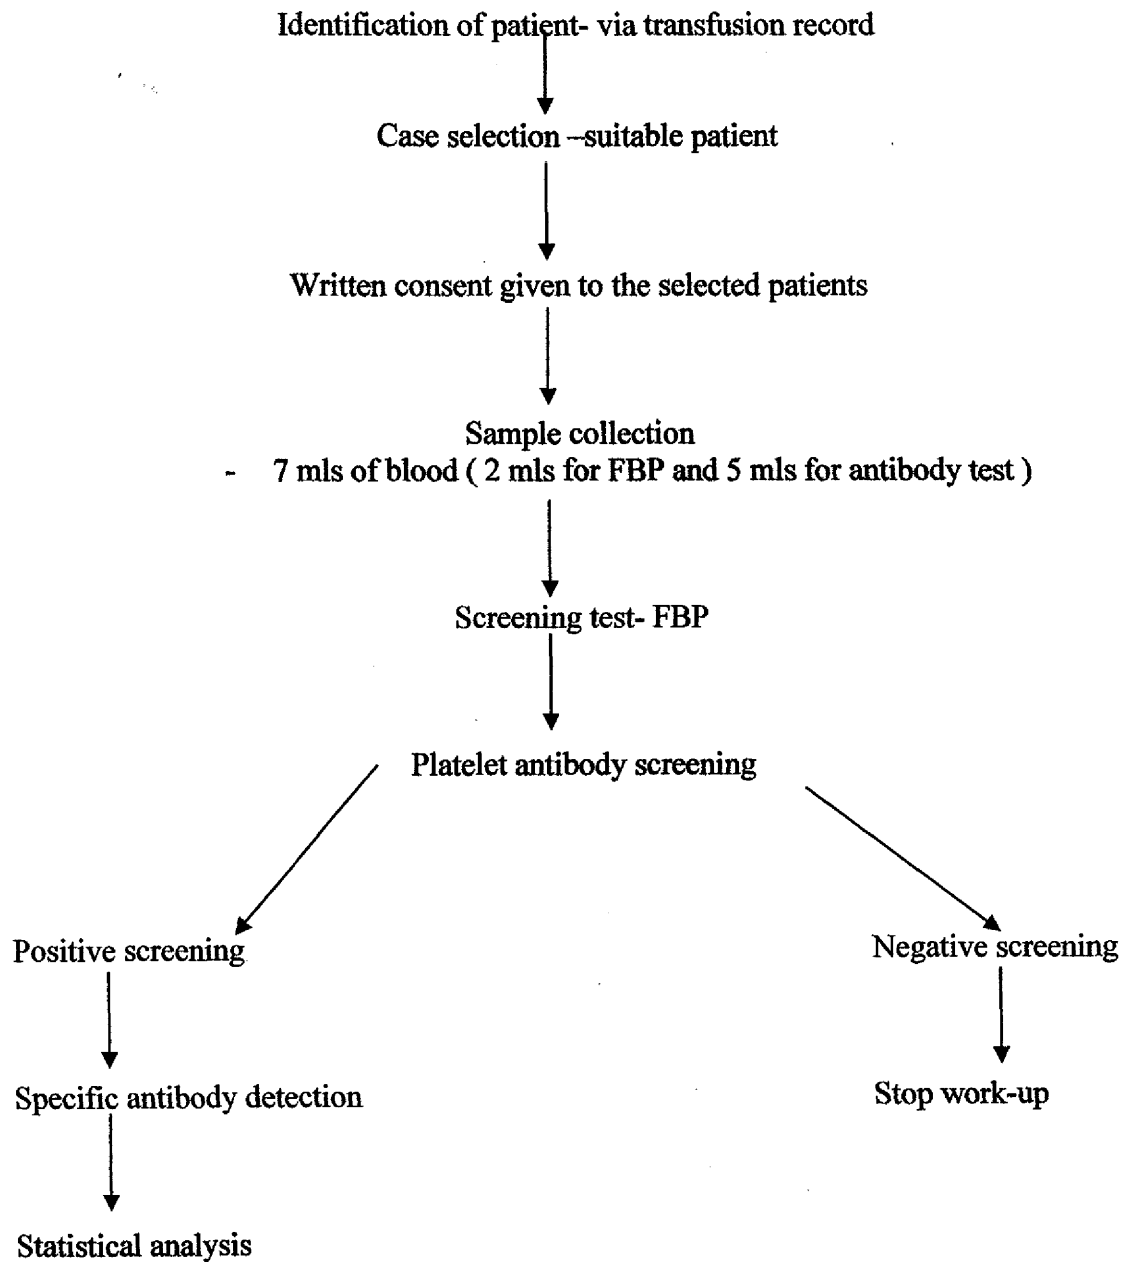 Identification of patient- via transfusion record
Case selection –suitable patient
Written consent given to the selected patients
Sample collection
- 7 mls of blood ( 2 mls for FBP and 5 mls for antibody test )
Screening test- FBP
Platelet antibody screening
Positive screening
Negative screening
Specific antibody detection
Stop work-up
Statistical analysis